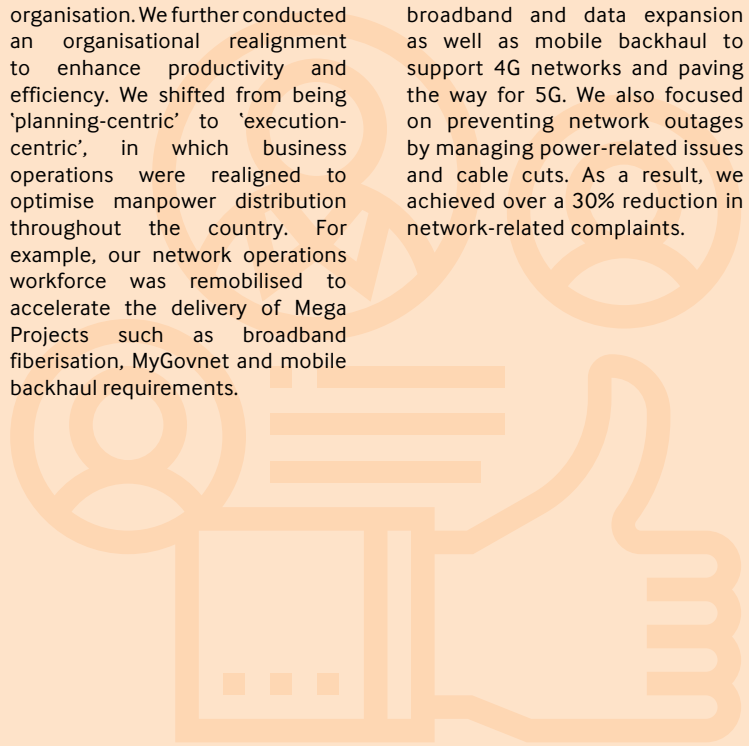 organisation. We further conducted
an organisational realignment
to enhance productivity and
efficiency. We shifted from being
‘planning-centric’ to ‘execution-
centric’, in which business
operations were realigned to
optimise manpower distribution
throughout the country. For
example, our network operations
workforce was remobilised to
accelerate the delivery of Mega
Projects such as broadband
fiberisation, MyGovnet and mobile
backhaul requirements.
broadband and data expansion
as well as mobile backhaul to
support 4G networks and paving
the way for 5G. We also focused
on preventing network outages
by managing power-related issues
and cable cuts. As a result, we
achieved over a 30% reduction in
network-related complaints.